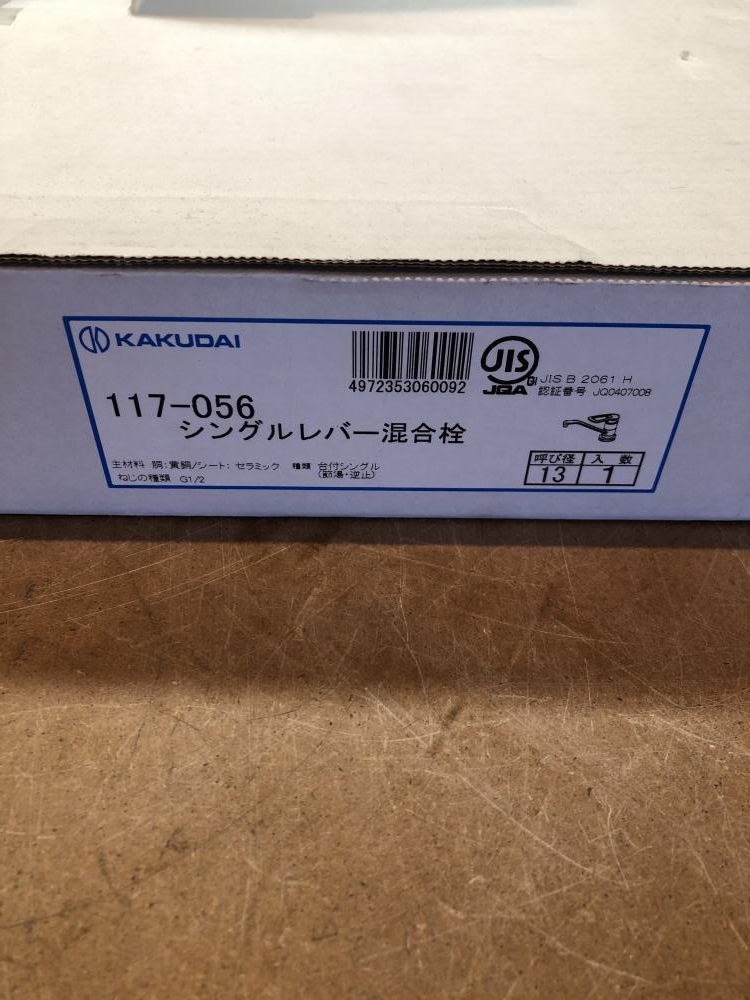 KAKUDAI
4972353060092
JIS
JQA
JIS B 2061 H
認証番号 JQ0407008
117-056
シングルレバー混合栓
主材料 胴:黄銅/シート:セラミック 種類 台付シングル
(節湯・逆止)
ねじの種類 G1/2
呼び径 入数
13 1